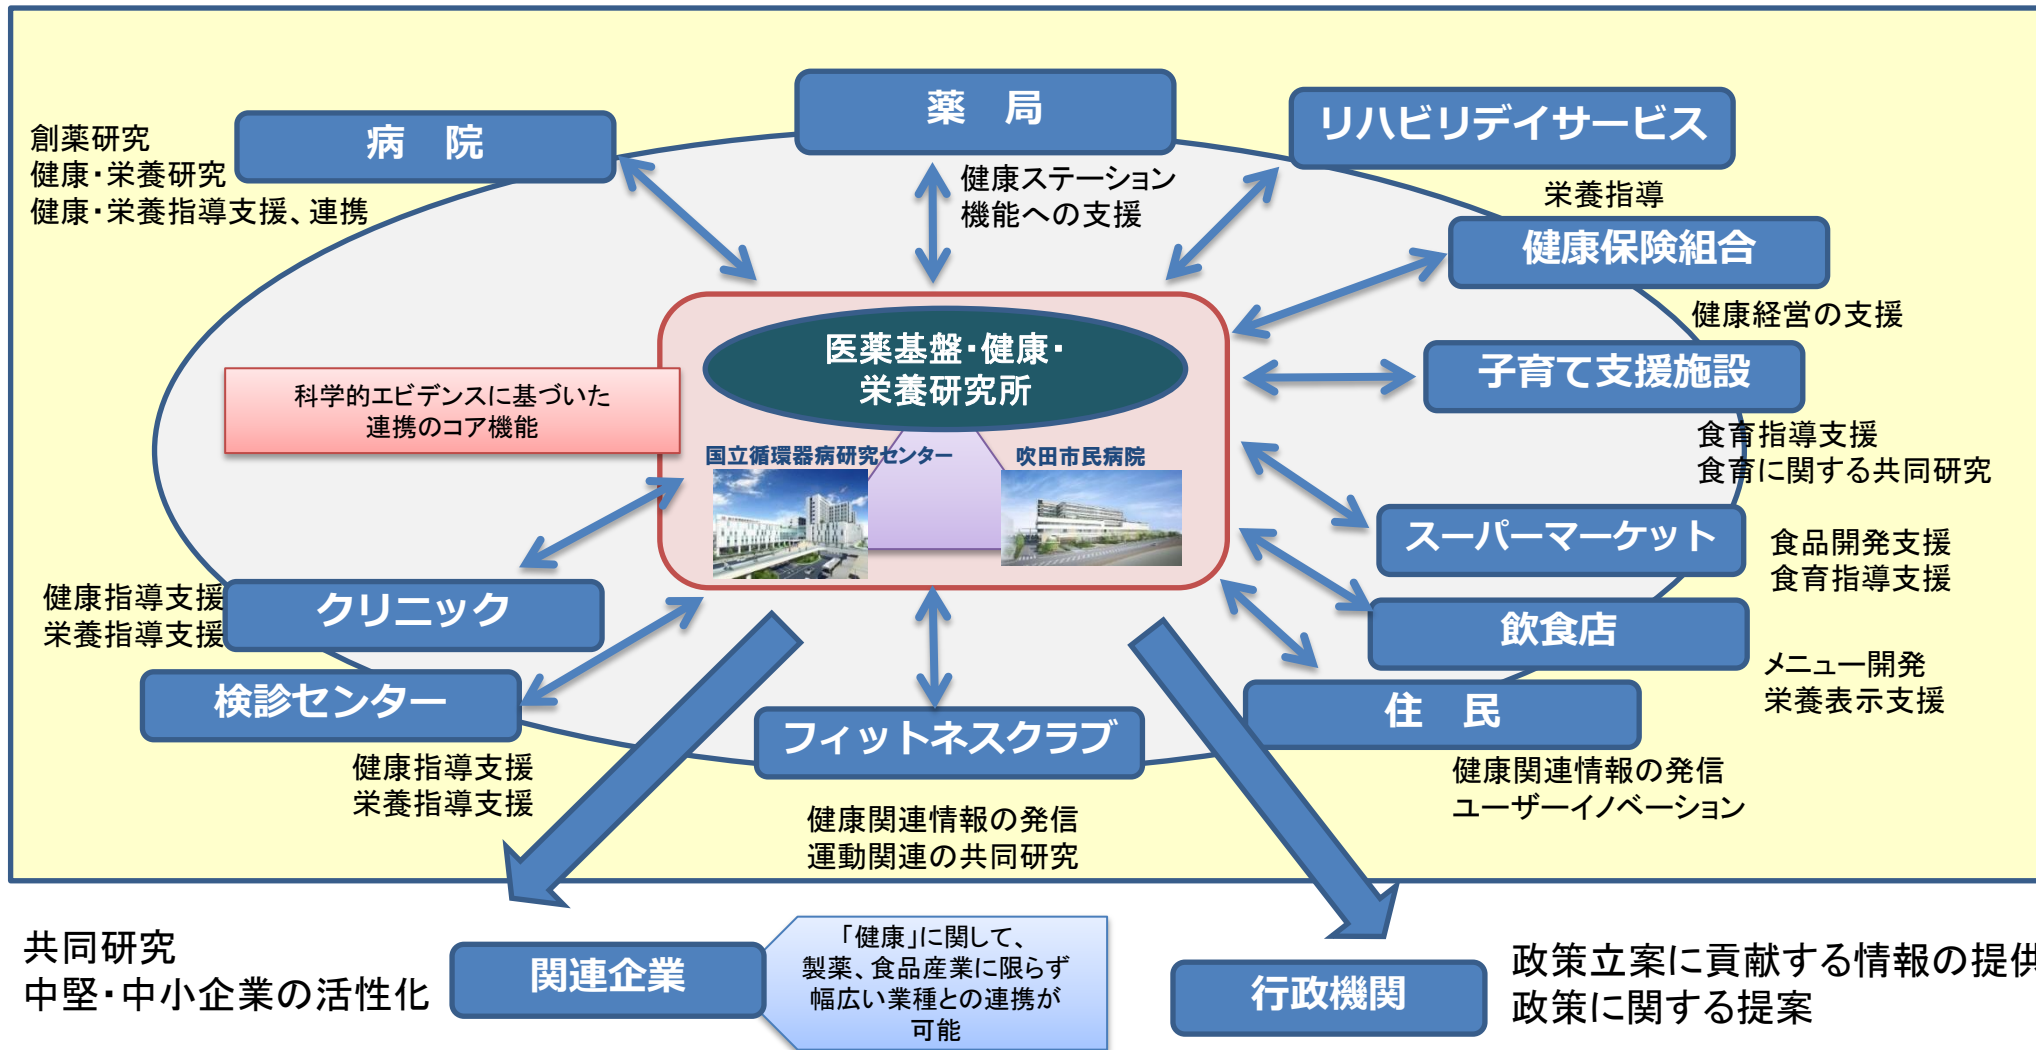 薬　局
リハビリデイサービス
病　院
創薬研究
健康・栄養研究
健康・栄養指導支援、連携
健康ステーション
機能への支援
栄養指導
健康保険組合
健康経営の支援
医薬基盤・健康・
栄養研究所
子育て支援施設
科学的エビデンスに基づいた
連携のコア機能
食育指導支援
食育に関する共同研究
国立循環器病研究センター
吹田市民病院
スーパーマーケット
食品開発支援
食育指導支援
健康指導支援
栄養指導支援
クリニック
飲食店
メニュー開発
栄養表示支援
検診センター
住　民
フィットネスクラブ
健康指導支援
栄養指導支援
健康関連情報の発信
ユーザーイノベーション
健康関連情報の発信
運動関連の共同研究
共同研究
中堅・中小企業の活性化
関連企業
「健康」に関して、
製薬、食品産業に限らず
幅広い業種との連携が
可能
行政機関
政策立案に貢献する情報の提供
政策に関する提案